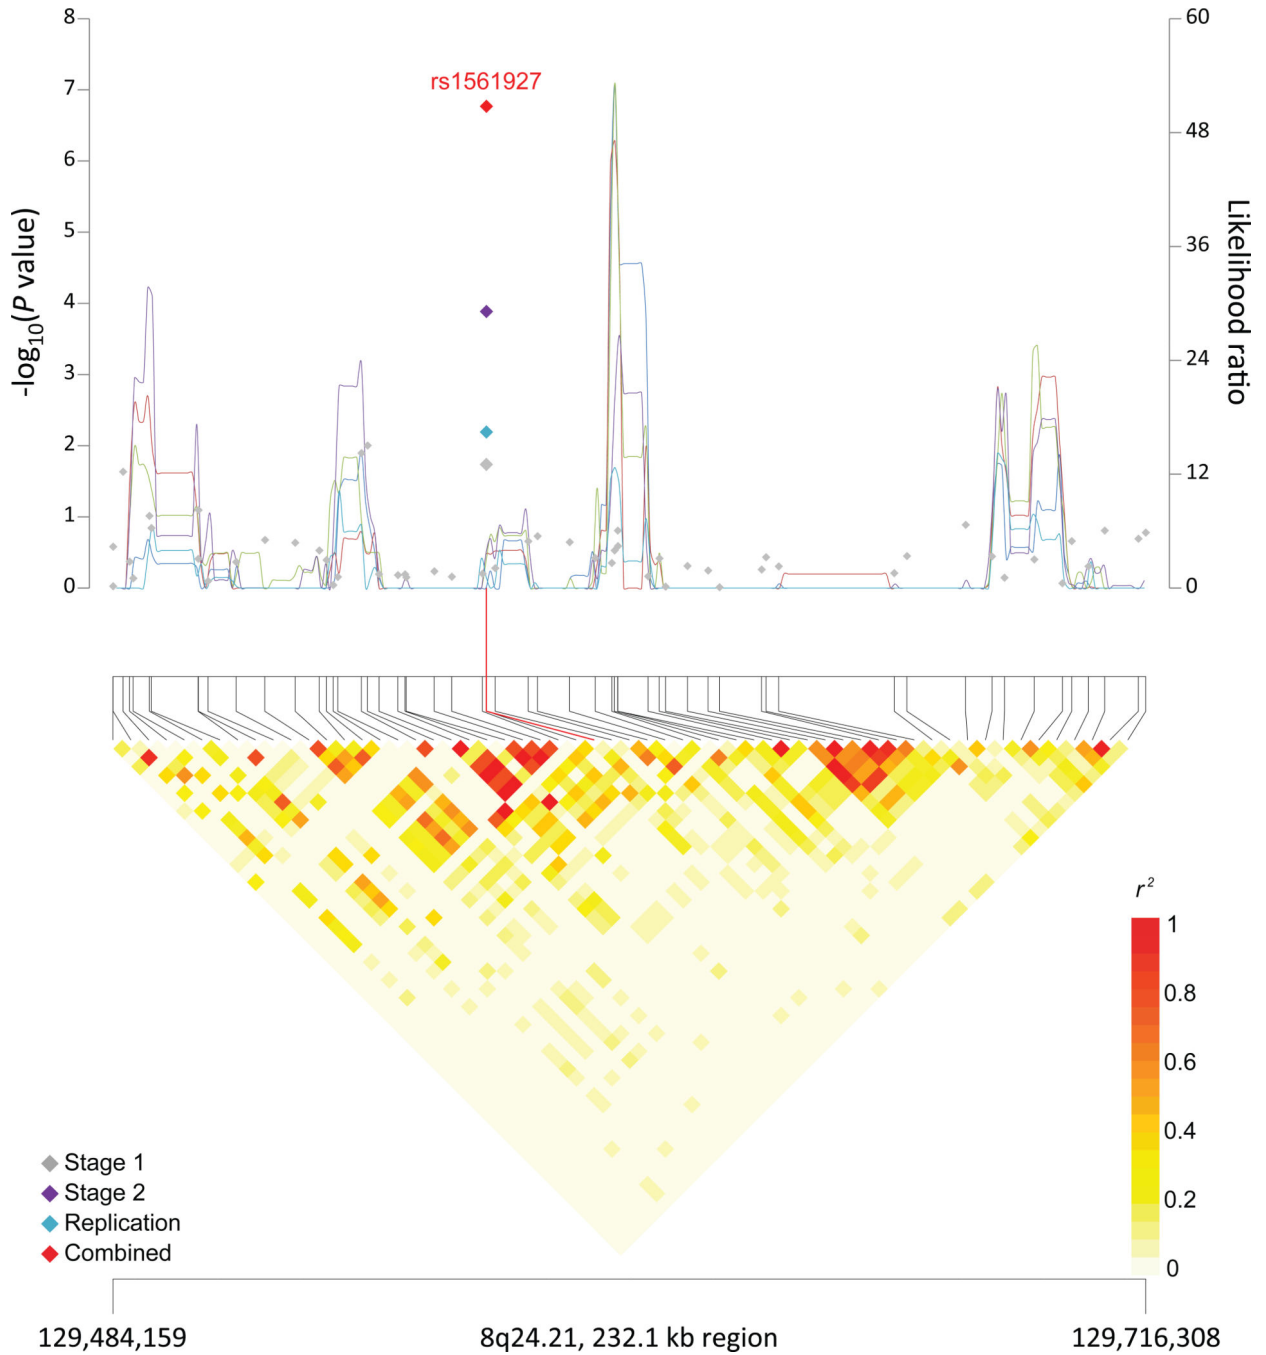 8
7
6
5
4
3
2
1
0
-log10(P value)
rs1561927
60
48
36
24
12
0
Likelihood ratio
r²
1
0.8
0.6
0.4
0.2
0
Stage 1
Stage 2
Replication
Combined
129,484,159
8q24.21, 232.1 kb region
129,716,308